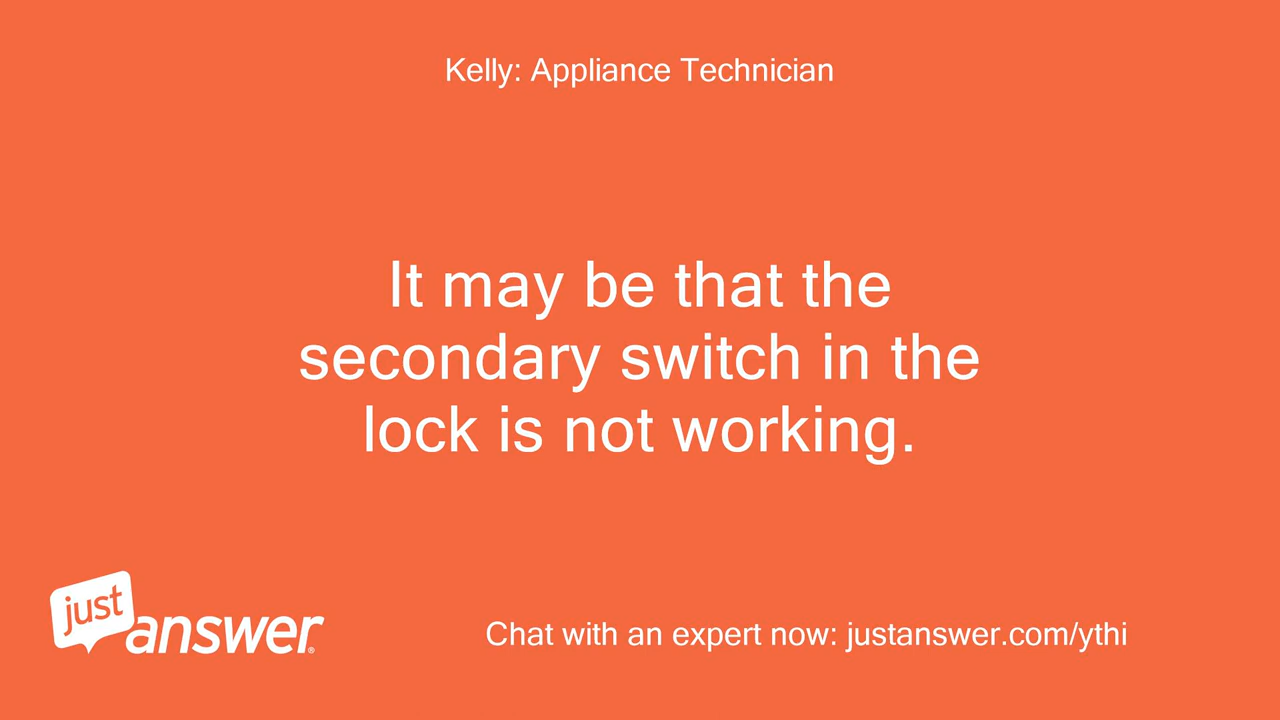 Kelly: Appliance Technician
It may be that the
secondary switch in the
lock is not working.
just
answer®
Chat with an expert now: justanswer.com/ythi